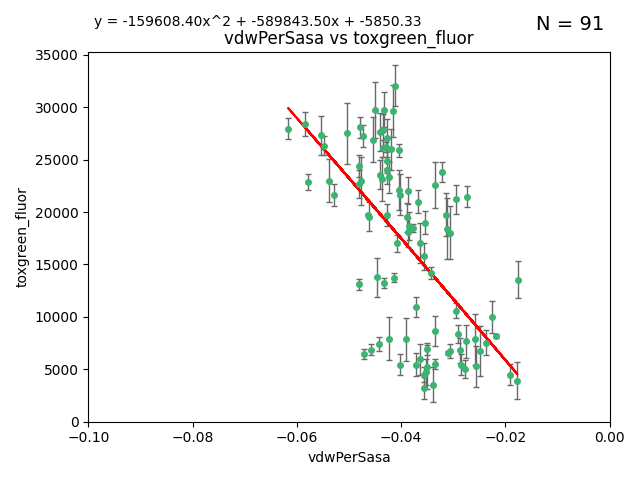 y = -159608.40x^2 + -589843.50x + -5850.33
N = 91
vdwPerSasa vs toxgreen_fluor
35000
30000
25000
20000
15000
10000
5000
0
toxgreen_fluor
−0.10
−0.08
−0.06
−0.04
−0.02
0.00
vdwPerSasa